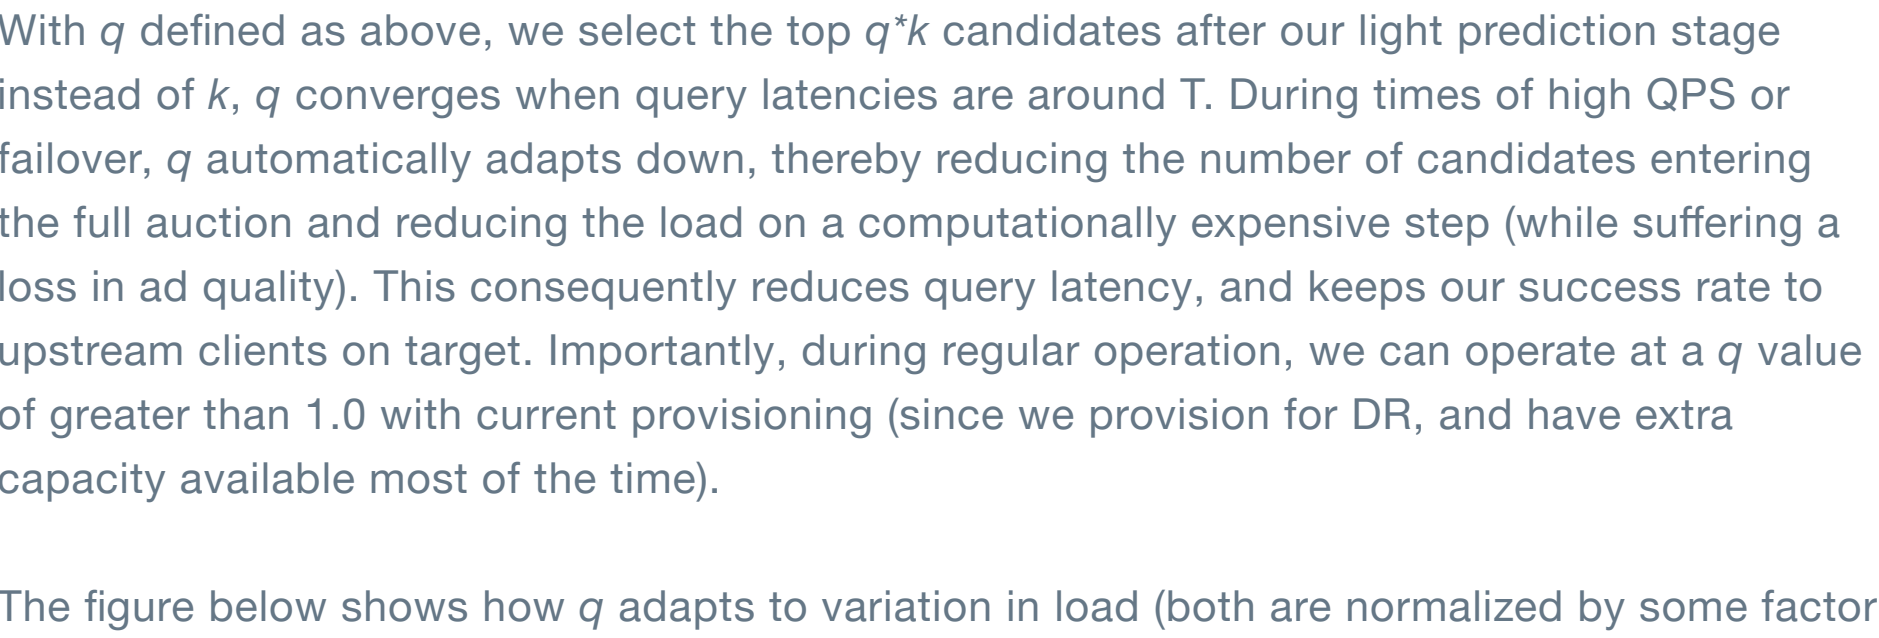 With q defined as above, we select the top q*k candidates after our light prediction stage
instead of k, q converges when query latencies are around T. During times of high QPS or
failover, q automatically adapts down, thereby reducing the number of candidates entering
the full auction and reducing the load on a computationally expensive step (while suffering a
loss in ad quality). This consequently reduces query latency, and keeps our success rate to
upstream clients on target. Importantly, during regular operation, we can operate at a q value
of greater than 1.0 with current provisioning (since we provision for DR, and have extra
capacity available most of the time).
The figure below shows how q adapts to variation in load (both are normalized by some factor